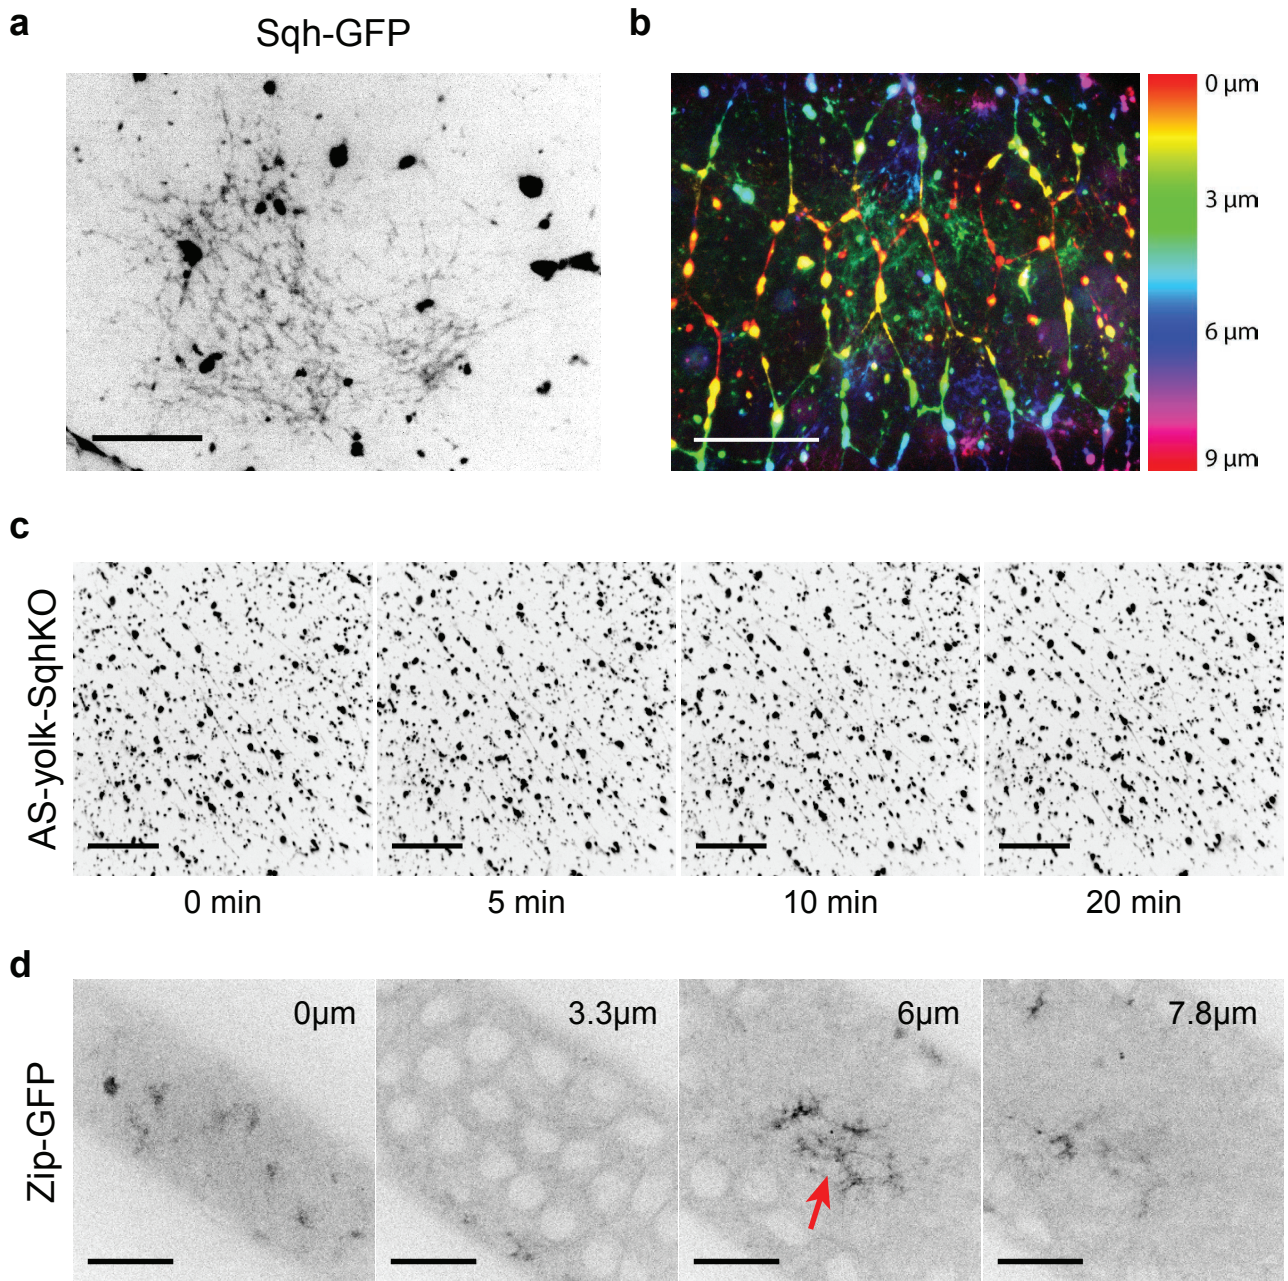 a
Sqh-GFP
b
0 µm
3 µm
6 µm
9 µm
c
AS-yolk-SqhKO
0 min
5 min
10 min
20 min
d
Zip-GFP
0µm
3.3µm
6µm
7.8µm